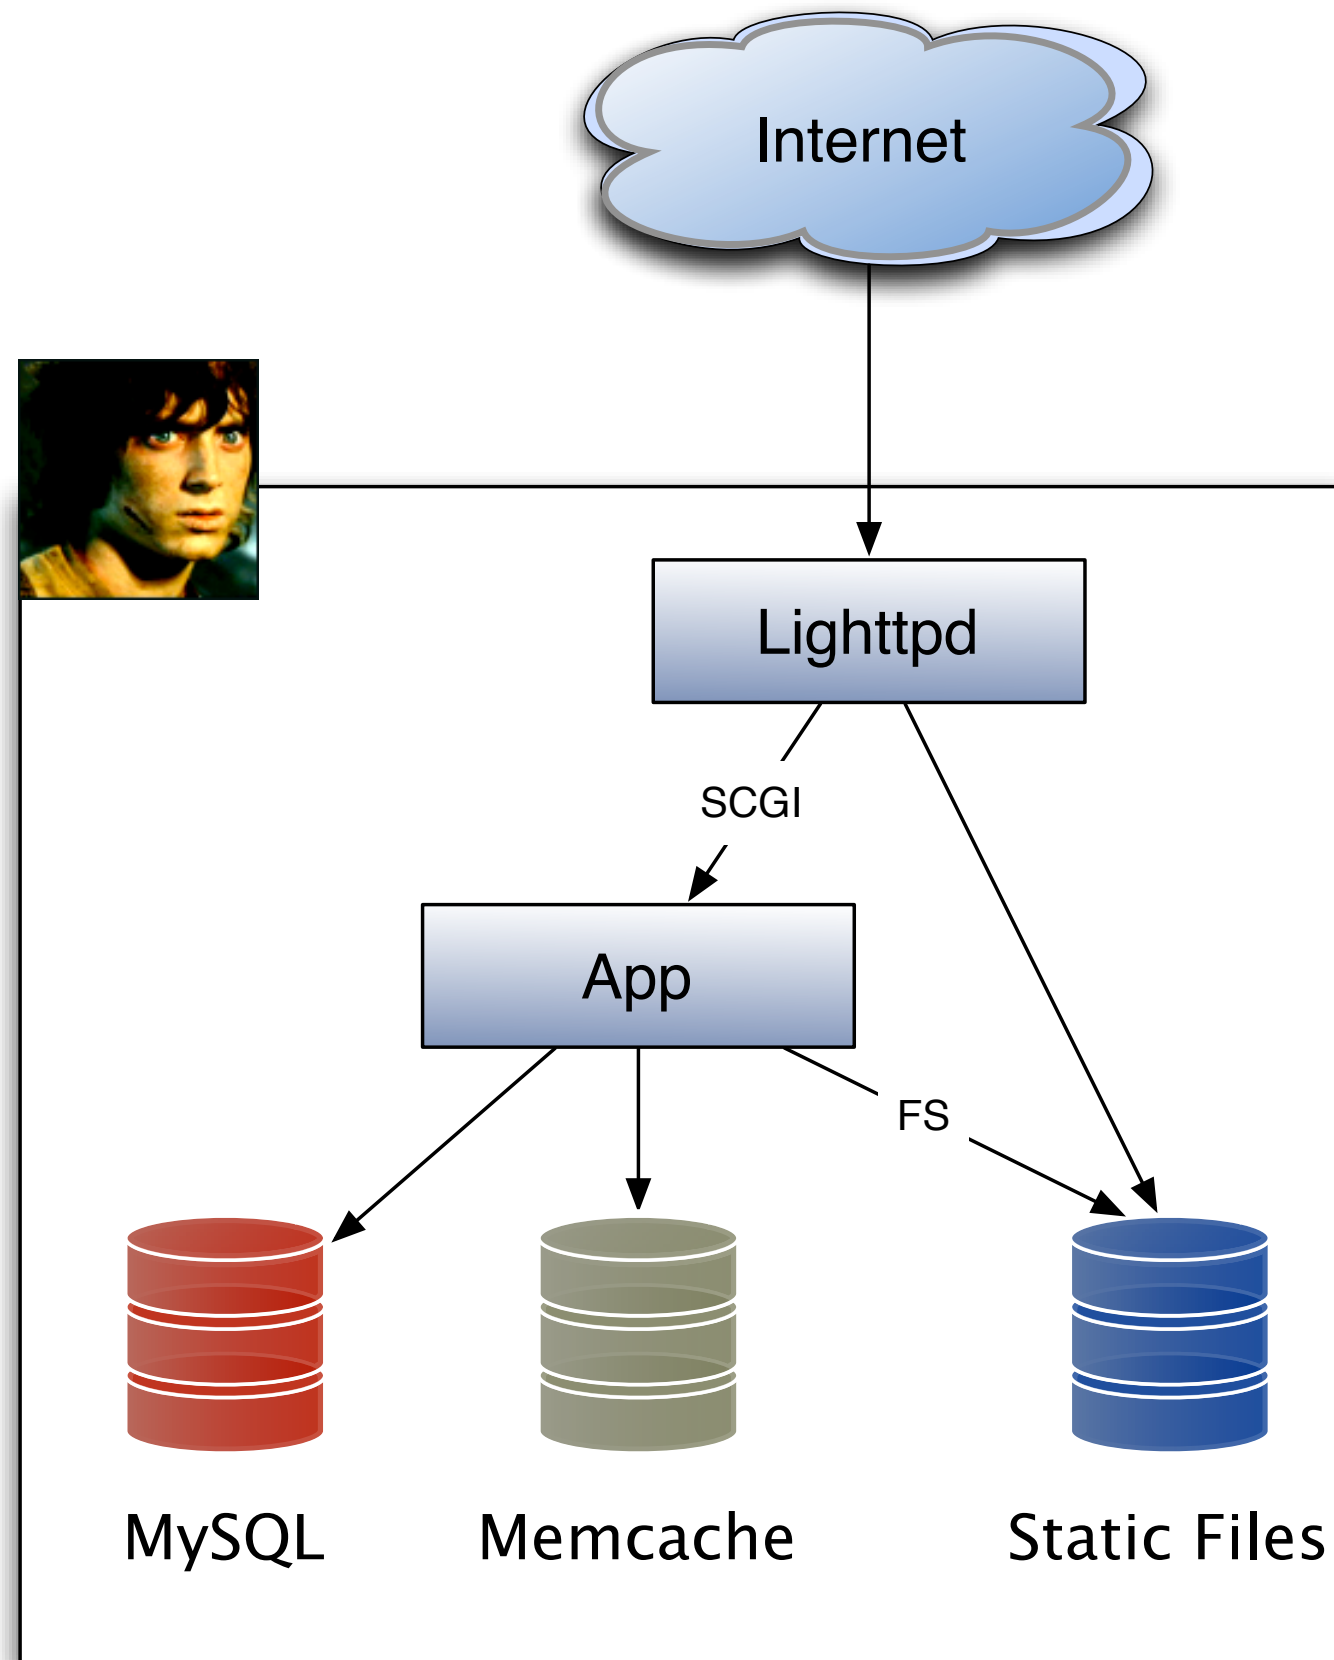 Internet
Lighttpd
SCGI
App
FS
MySQL
Memcache
Static Files